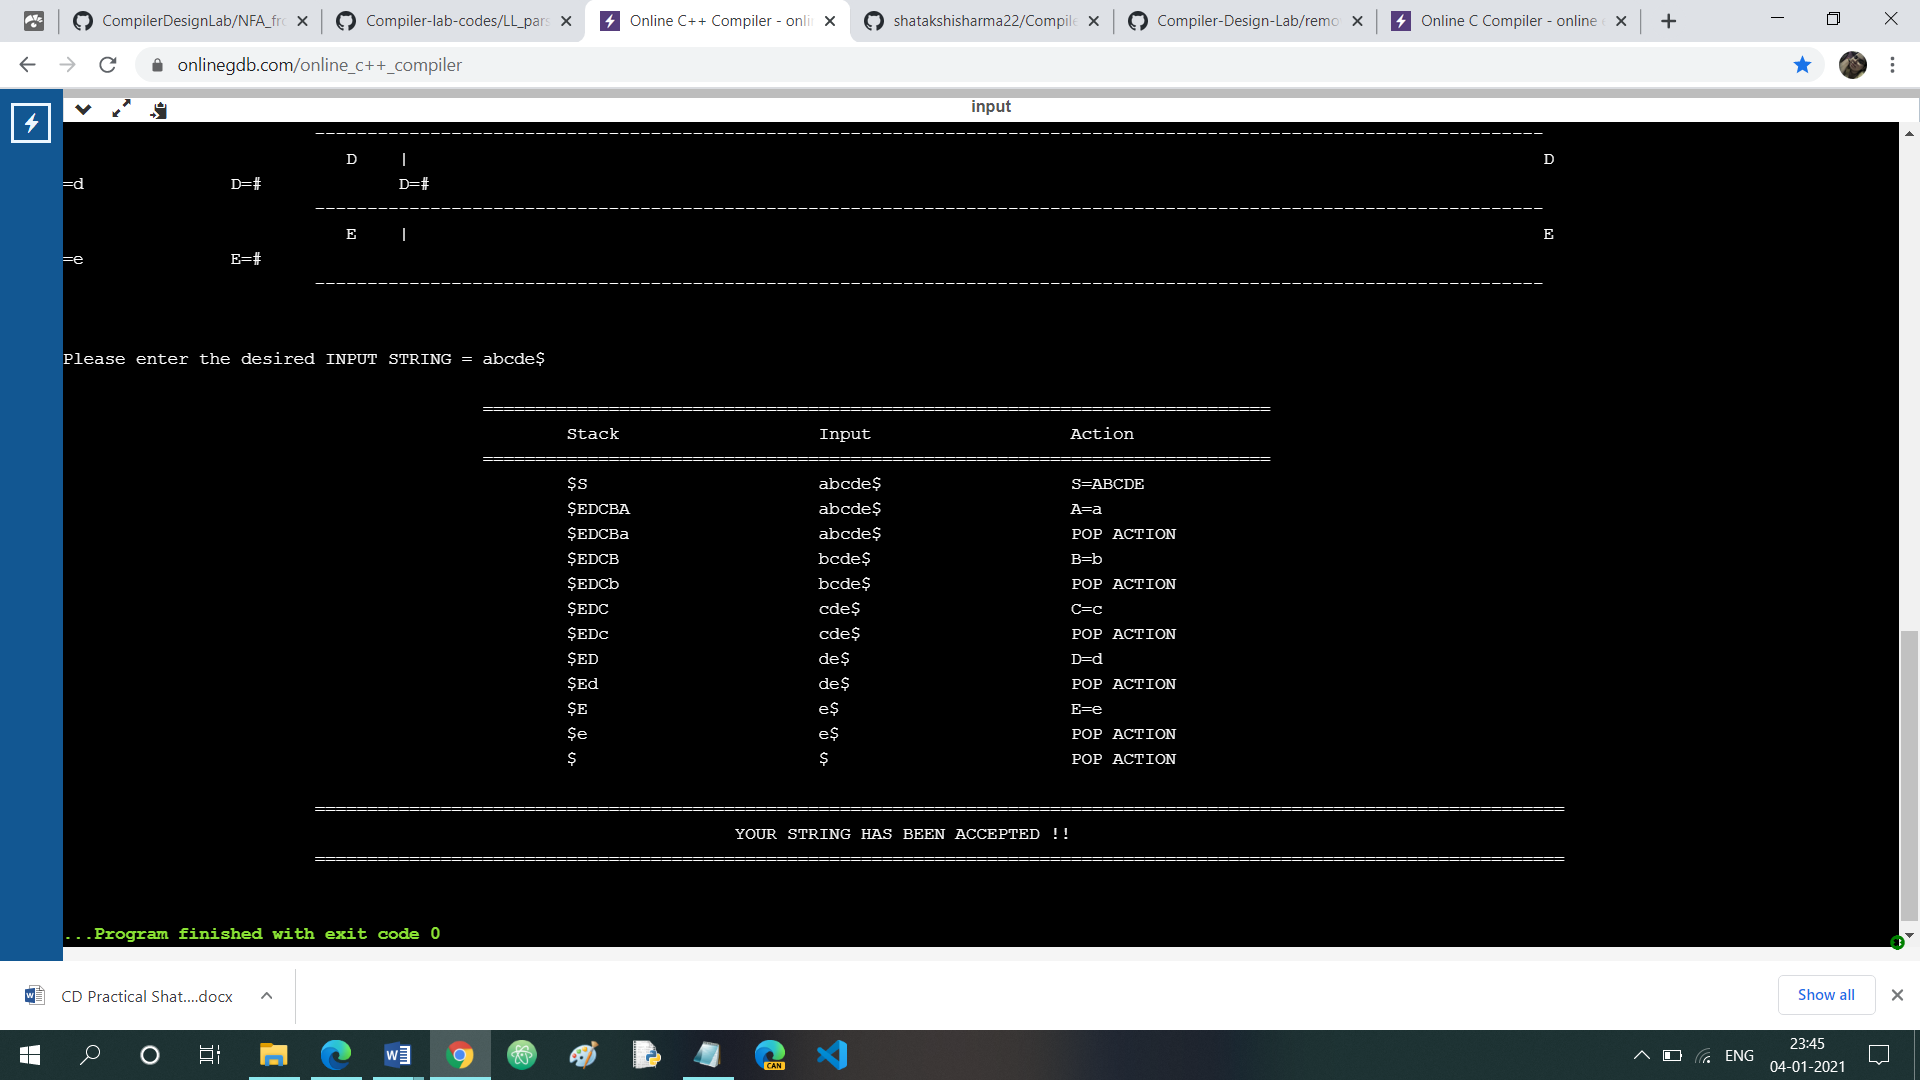 CompilerDesignLab/NFA_fro
Compiler-lab-codes/LL_pars
Online C++ Compiler - onlin
shatakshisharma22/Compile
Compiler-Design-Lab/remo
Online C Compiler - online e
onlinegdb.com/online_c++_compiler
input
D | D
=d D=# D=#
E | E
=e E=#
Please enter the desired INPUT STRING = abcde$
Stack Input Action
$S abcde$ S=ABCDE
$EDCBA abcde$ A=a
$EDCBa abcde$ POP ACTION
$EDCB bcde$ B=b
$EDCb bcde$ POP ACTION
$EDC cde$ C=c
$EDc cde$ POP ACTION
$ED de$ D=d
$Ed de$ POP ACTION
$E e$ E=e
$e e$ POP ACTION
$ $ POP ACTION
YOUR STRING HAS BEEN ACCEPTED !!
...Program finished with exit code 0
CD Practical Shat....docx
Show all
CAN
ENG
23:45
04-01-2021